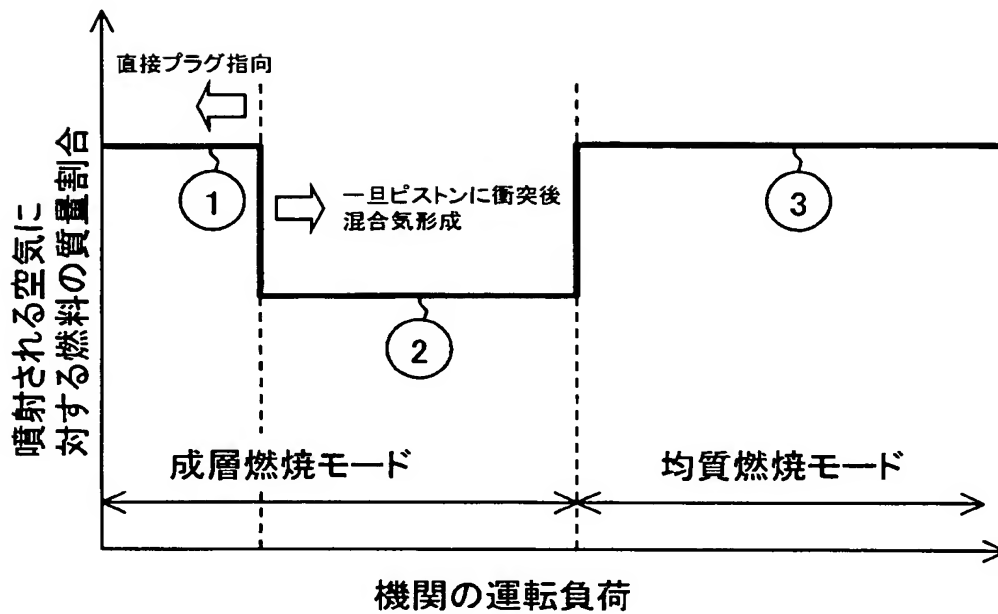 直接プラグ指向
一旦ピストンに衝突後
混合気形成
①
②
③
噴射される空気に
対する燃料の質量割合
成層燃焼モード
均質燃焼モード
機関の運転負荷